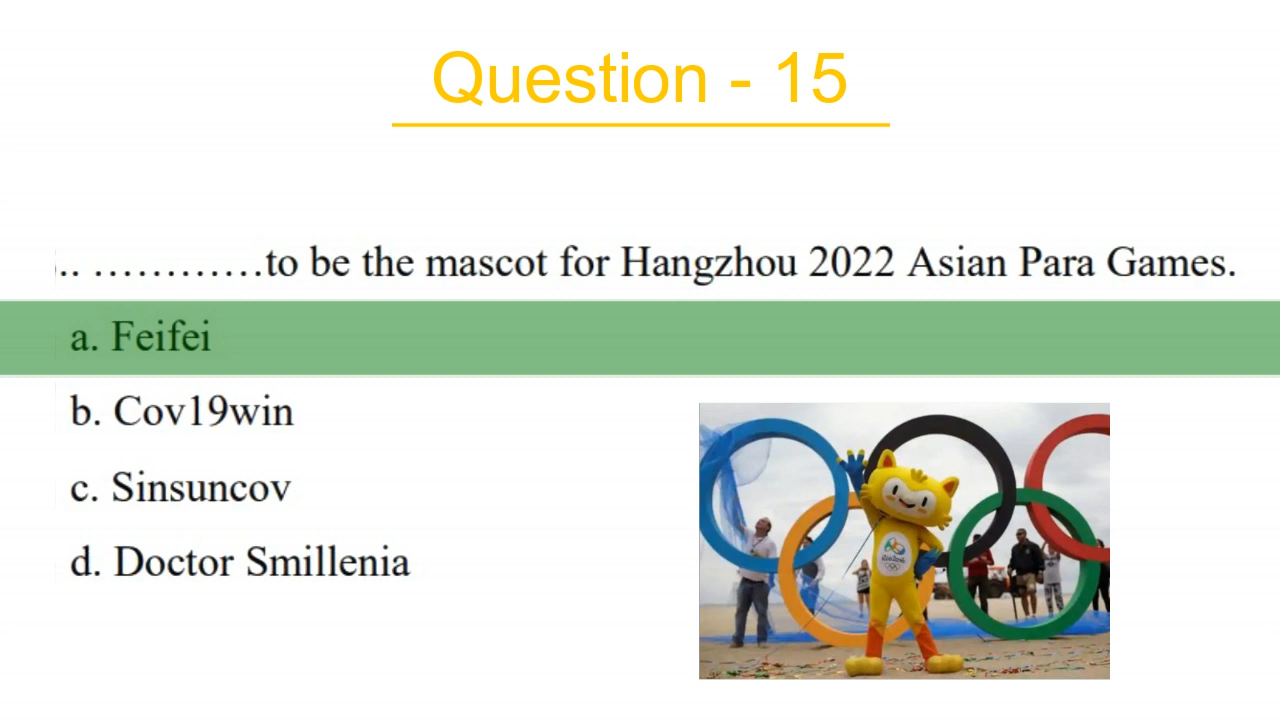 Question - 15
.. …………to be the mascot for Hangzhou 2022 Asian Para Games.
a. Feifei
b. Cov19win
c. Sinsuncov
d. Doctor Smillenia